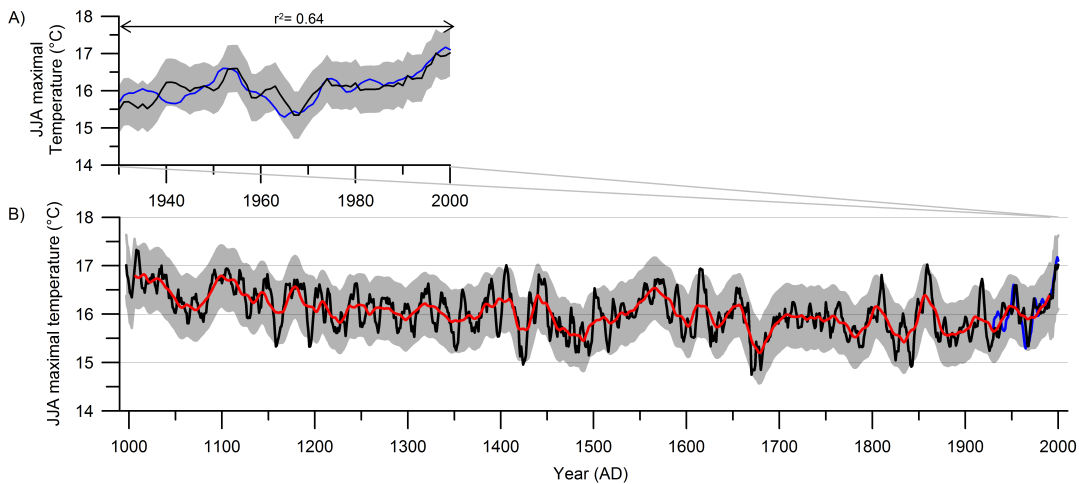 A)
JJA maximal
Temperature (°C)
18
17
16
15
14
r²= 0.64
1940 1960 1980 2000
B)
JJA maximal temperature (°C)
18
17
16
15
14
1000 1100 1200 1300 1400 1500 1600 1700 1800 1900 2000
Year (AD)